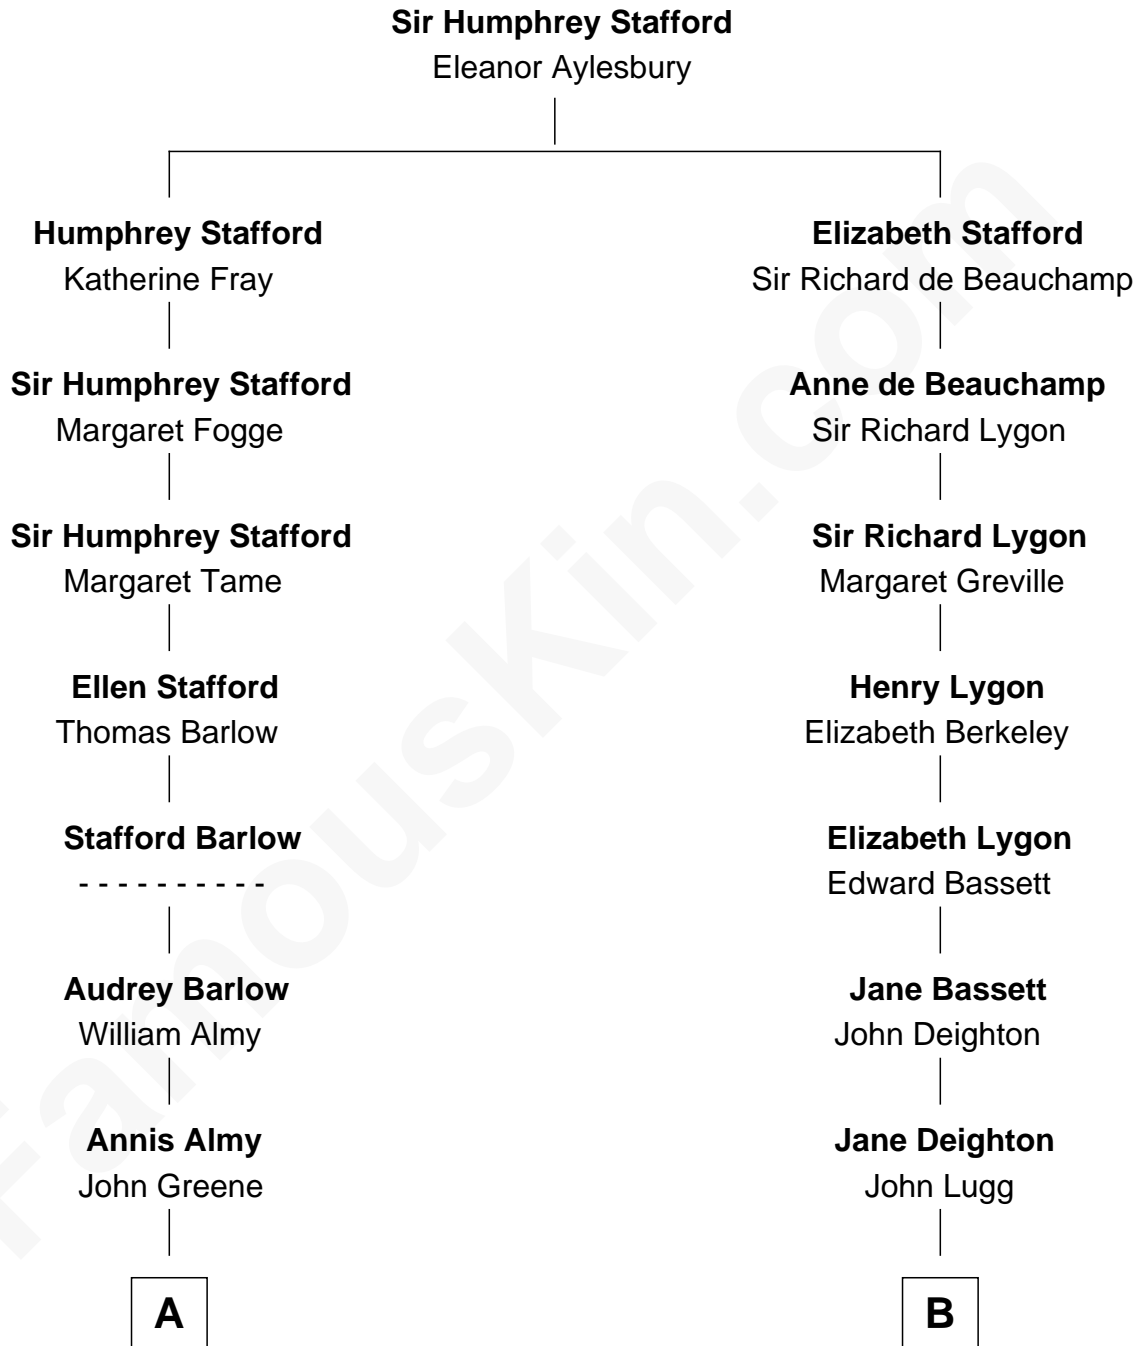 Sir Humphrey Stafford
Eleanor Aylesbury
Humphrey Stafford
Katherine Fray
Elizabeth Stafford
Sir Richard de Beauchamp
Sir Humphrey Stafford
Margaret Fogge
Anne de Beauchamp
Sir Richard Lygon
Sir Humphrey Stafford
Margaret Tame
Sir Richard Lygon
Margaret Greville
Ellen Stafford
Thomas Barlow
Henry Lygon
Elizabeth Berkeley
Stafford Barlow
- - - - - - - - - -
Elizabeth Lygon
Edward Bassett
Audrey Barlow
William Almy
Jane Bassett
John Deighton
Annis Almy
John Greene
Jane Deighton
John Lugg
A
B
FamousKin.com